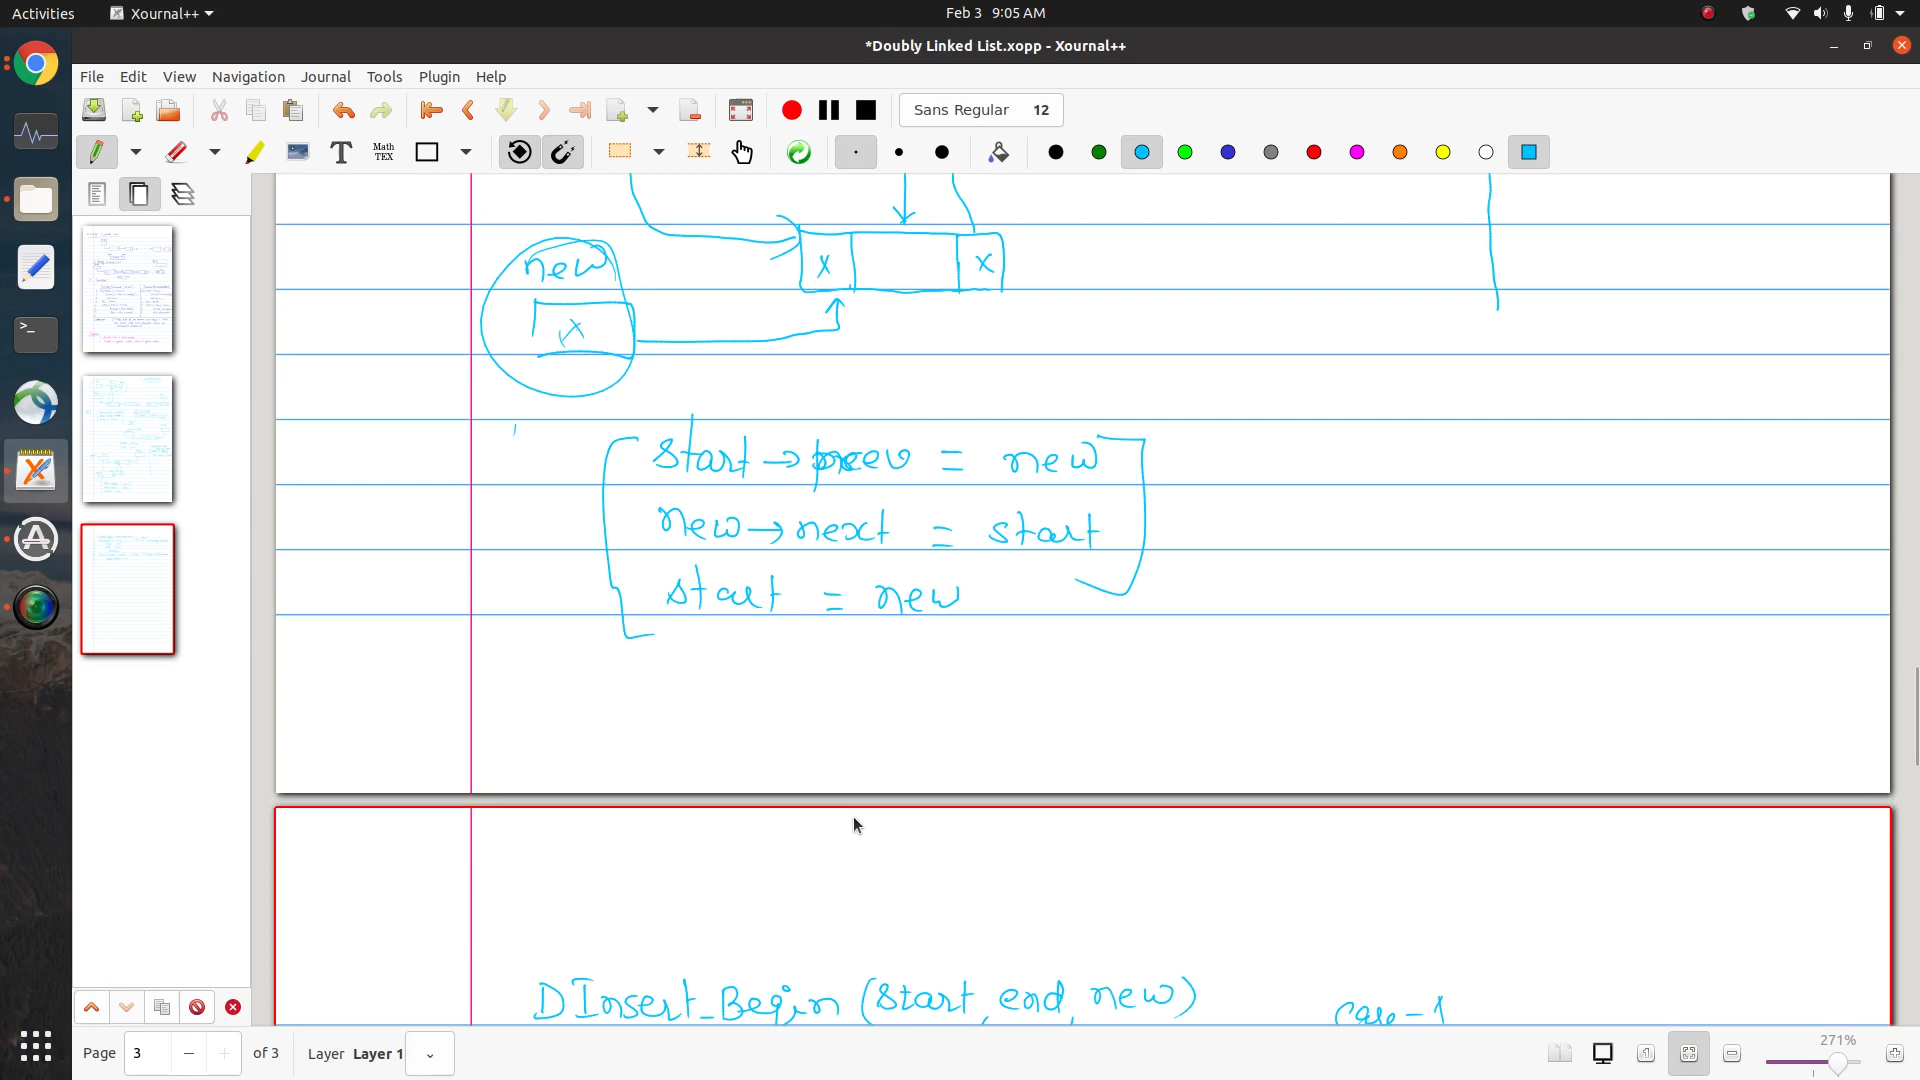 Activities
Xournal++
Feb 3 9:05 AM
*Doubly Linked List.xopp - Xournal++
File Edit View Navigation Journal Tools Plugin Help
Sans Regular 12
T
Math
TEX
new
x
x
x
start → prev = new
new → next = start
start = new
DInsert_Begin (start, end, new)
case - 1
Page 3 of 3 Layer Layer 1
271%